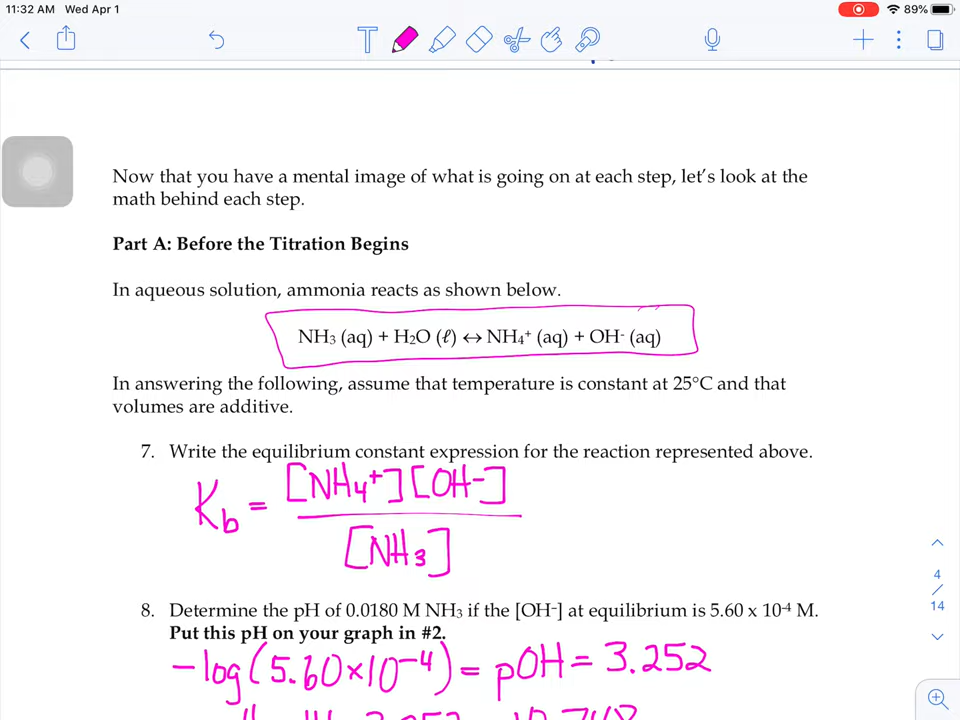 11:32 AM Wed Apr 1 89%
T
Now that you have a mental image of what is going on at each step, let's look at the
math behind each step.
Part A: Before the Titration Begins
In aqueous solution, ammonia reacts as shown below.
NH₃ (aq) + H₂O (ℓ) ↔ NH₄⁺ (aq) + OH⁻ (aq)
In answering the following, assume that temperature is constant at 25°C and that
volumes are additive.
7. Write the equilibrium constant expression for the reaction represented above.
K_b = [NH₄⁺][OH⁻] / [NH₃]
8. Determine the pH of 0.0180 M NH₃ if the [OH⁻] at equilibrium is 5.60 x 10⁻⁴ M.
Put this pH on your graph in #2.
-log(5.60×10⁻⁴) = pOH = 3.252
4
/
14